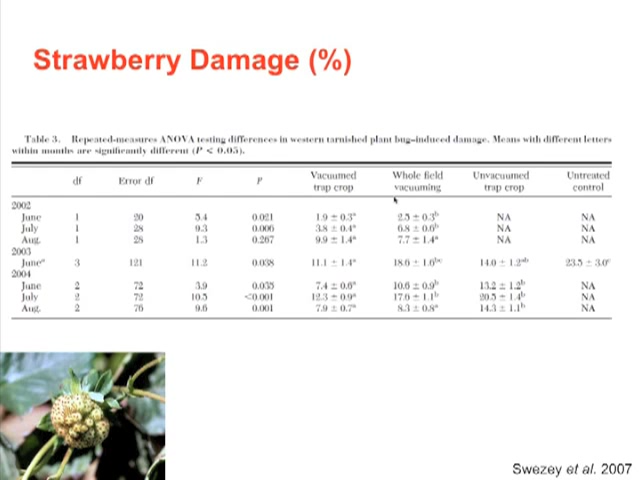 Strawberry Damage (%)
Table 3. Repeated-measures ANOVA testing differences in western tarnished plant bug-induced damage. Means with different letters
within months are significantly different (P < 0.05).
df Error df F P Vacuumed trap crop Whole field vacuuming Unvacuumed trap crop Untreated control
2002
June 1 20 5.4 0.021 1.9 ± 0.3ᵃ 2.5 ± 0.3ᵇ NA NA
July 1 28 9.3 0.006 3.8 ± 0.4ᵃ 6.8 ± 0.6ᵇ NA NA
Aug. 1 28 1.3 0.267 9.9 ± 1.4ᵃ 7.7 ± 1.4ᵃ NA NA
2003
June 3 121 11.2 0.038 11.1 ± 1.4ᵃ 18.6 ± 1.6ᵇᶜ 14.0 ± 1.2ᵃᵇ 23.5 ± 3.0ᶜ
2004
June 2 72 3.9 0.035 7.4 ± 0.6ᵃ 10.6 ± 0.9ᵇ 13.2 ± 1.2ᵇ NA
July 2 72 10.5 <0.001 12.3 ± 0.9ᵃ 17.6 ± 1.1ᵇ 20.5 ± 1.4ᵇ NA
Aug. 2 76 9.6 0.001 7.9 ± 0.7ᵃ 8.3 ± 0.8ᵃ 14.3 ± 1.1ᵇ NA
Swezey et al. 2007